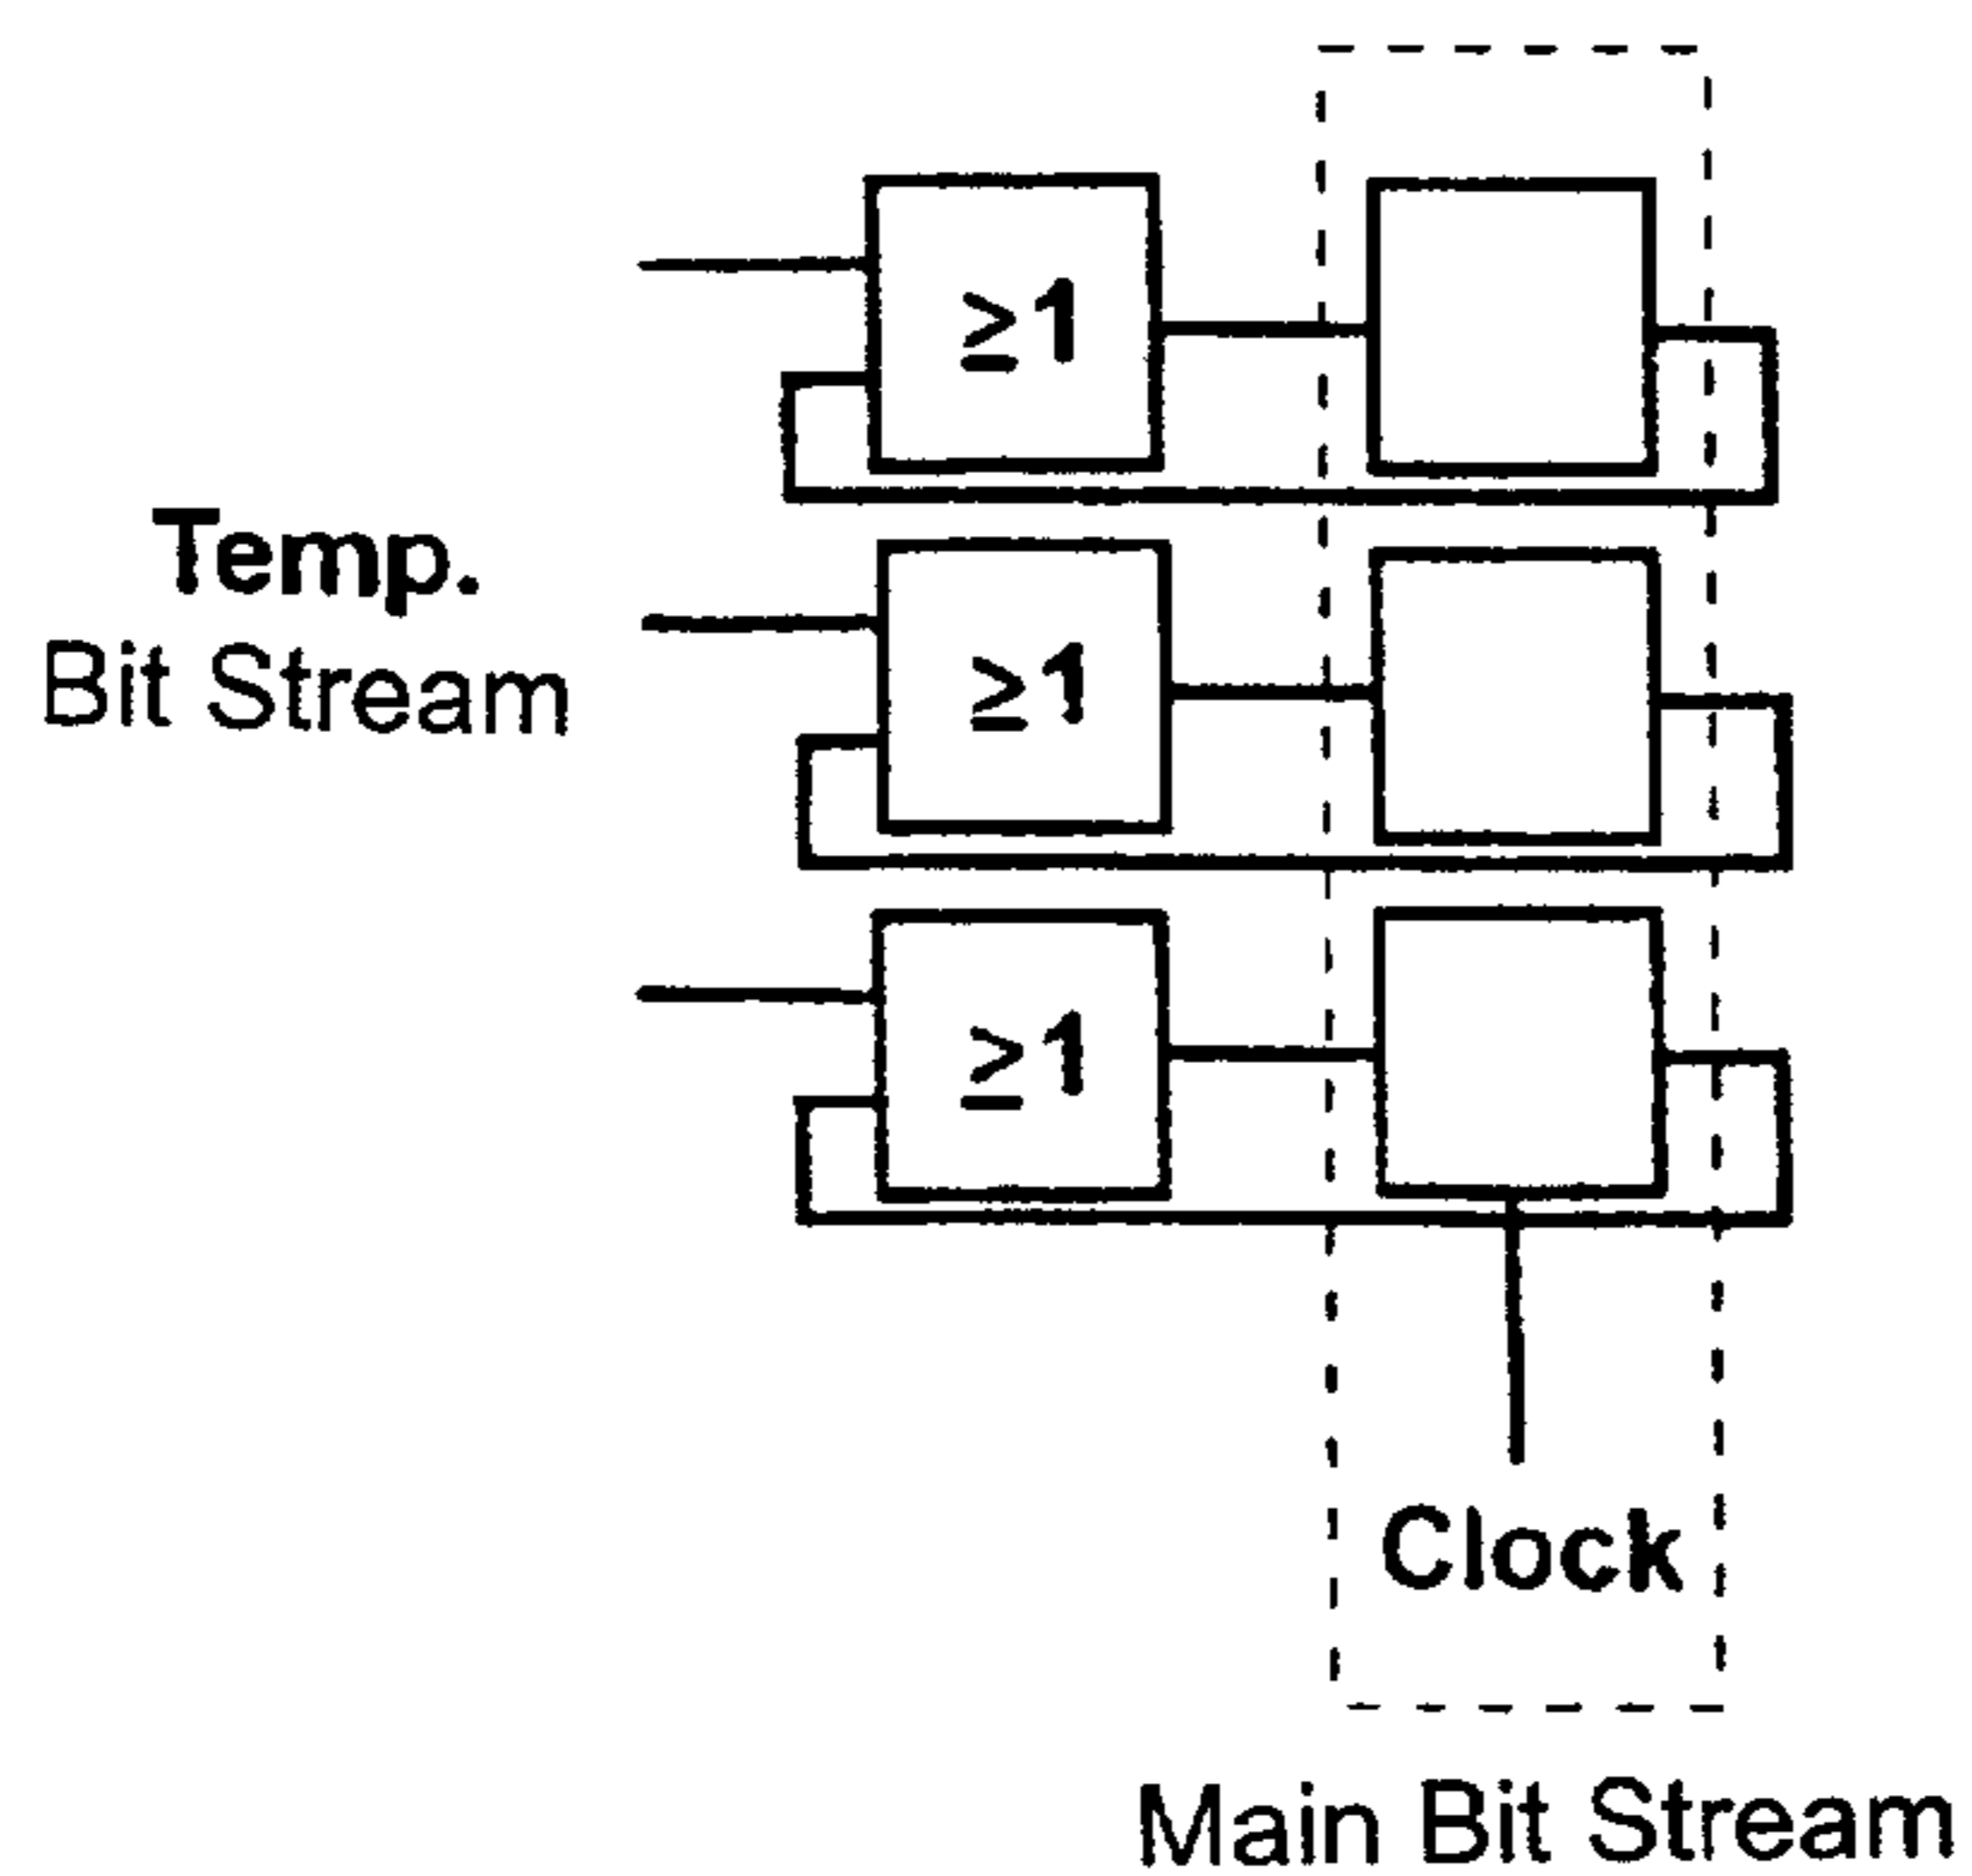 ≥1
Temp.
Bit Stream
≥1
≥1
Clock
Main Bit Stream